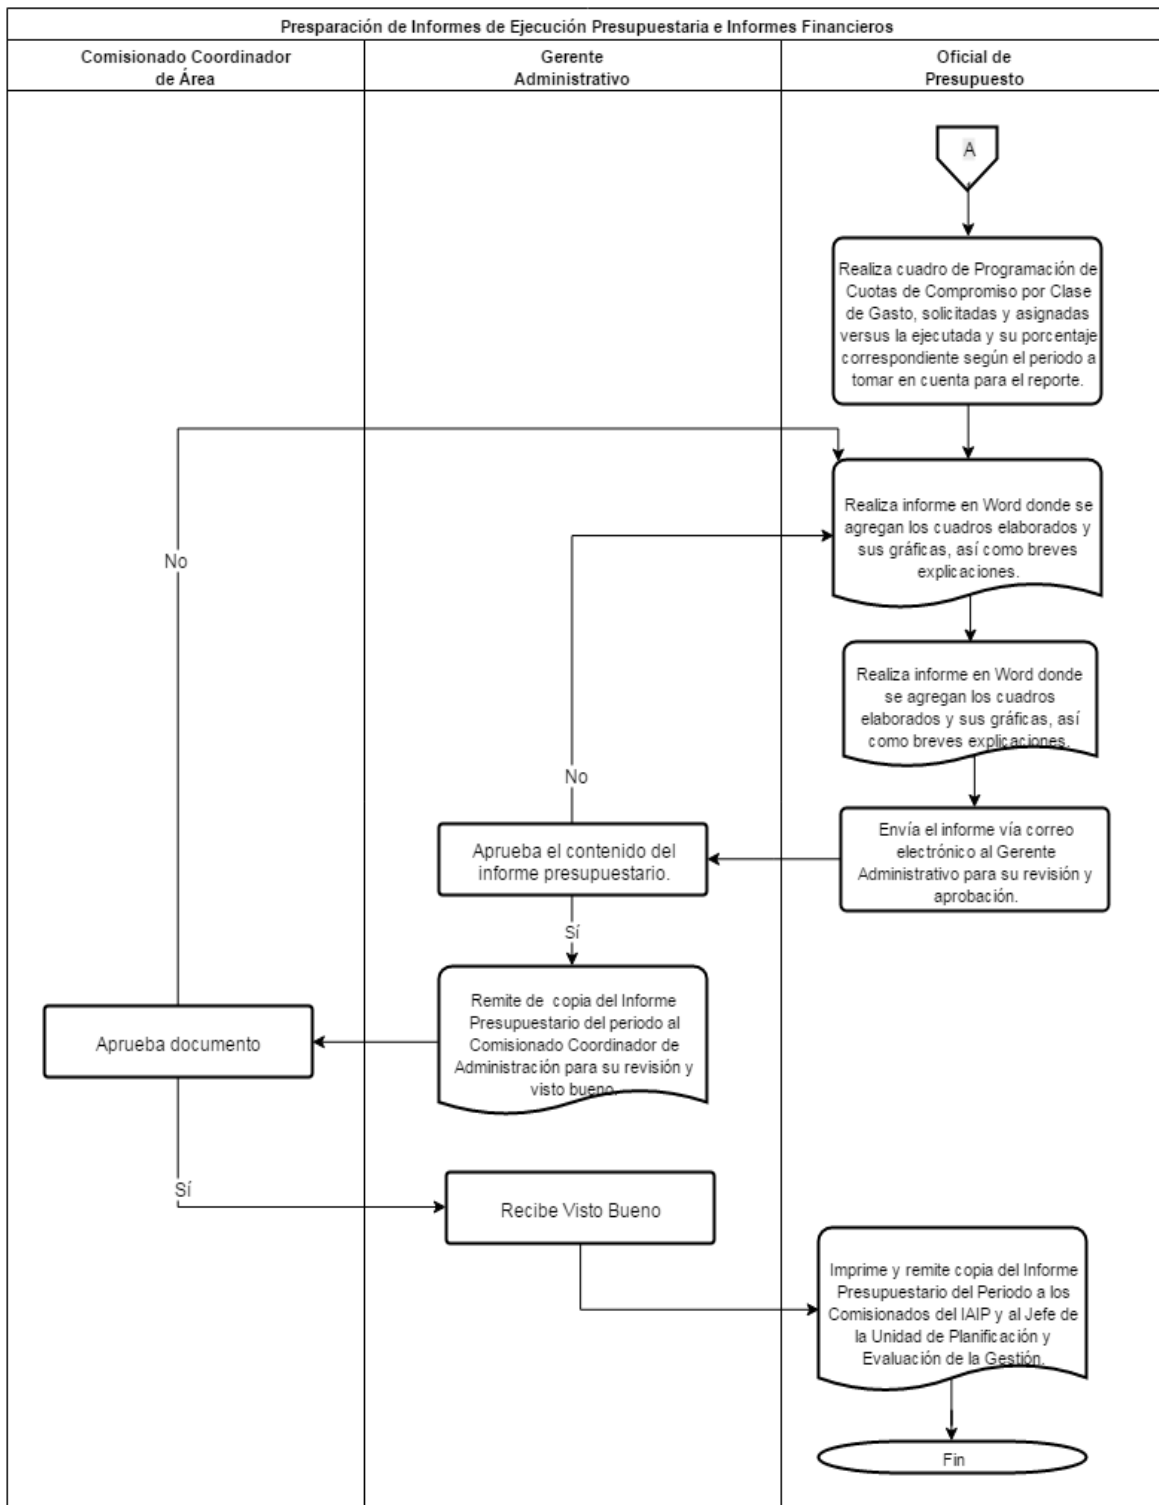 Presparación de Informes de Ejecución Presupuestaria e Informes Financieros
Comisionado Coordinador
de Área
Gerente
Administrativo
Oficial de
Presupuesto
A
Realiza cuadro de Programación de
Cuotas de Compromiso por Clase
de Gasto, solicitadas y asignadas
versus la ejecutada y su porcentaje
correspondiente según el periodo a
tomar en cuenta para el reporte.
Realiza informe en Word donde se
agregan los cuadros elaborados y
sus gráficas, así como breves
explicaciones.
No
Realiza informe en Word donde
se agregan los cuadros
elaborados y sus gráficas, así
como breves explicaciones.
No
Envía el informe vía correo
electrónico al Gerente
Administrativo para su revisión y
aprobación.
Aprueba el contenido del
informe presupuestario.
Sí
Remite de copia del Informe
Presupuestario del periodo al
Comisionado Coordinador de
Administración para su revisión y
visto bueno.
Aprueba documento
Sí
Recibe Visto Bueno
Imprime y remite copia del Informe
Presupuestario del Periodo a los
Comisionados del IAIP y al Jefe de
la Unidad de Planificación y
Evaluación de la Gestión.
Fin